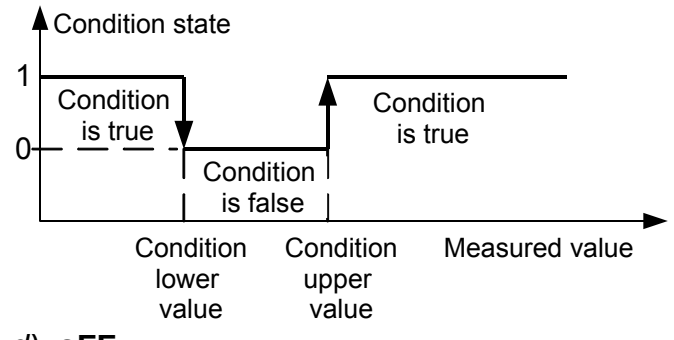 Condition state
1
Condition
is true
Condition
is true
0
Condition
is false
Condition
lower
value
Condition
upper
value
Measured value